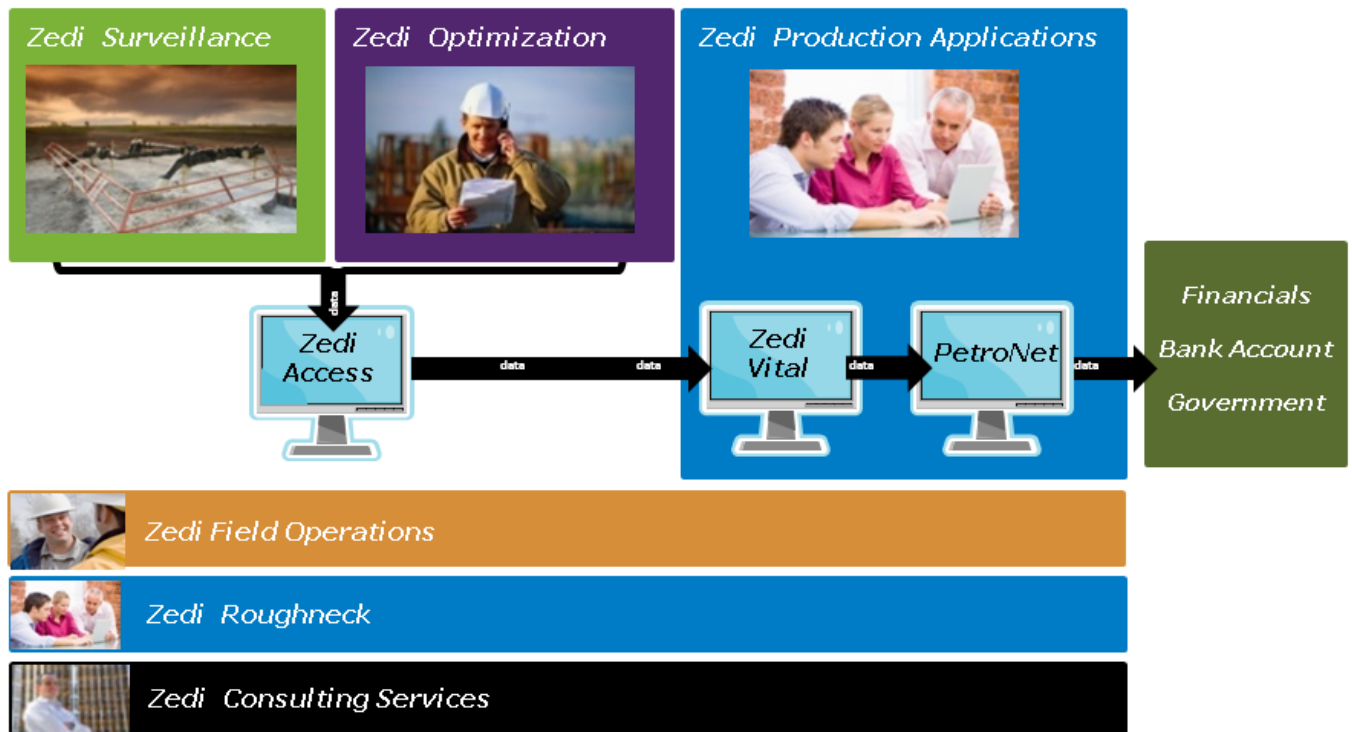 Zedi Surveillance
Zedi Optimization
Zedi Production Applications
data
Zedi
Access
data
data
Zedi
Vital
data
PetroNet
data
Financials
Bank Account
Government
Zedi Field Operations
Zedi Roughneck
Zedi Consulting Services